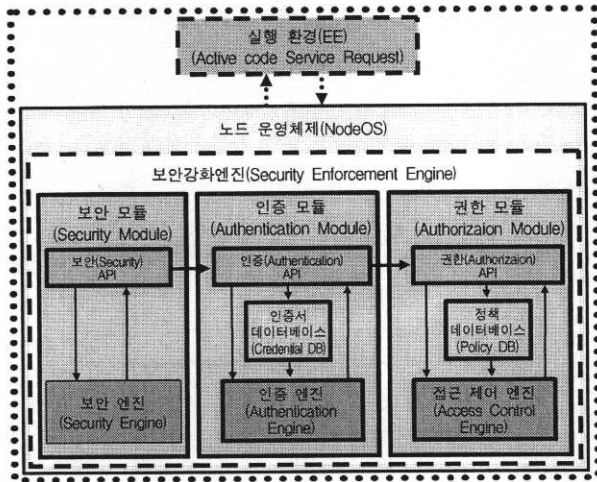 실행 환경(EE)
(Active code Service Request)
노드 운영체제(NodeOS)
보안강화엔진(Security Enforcement Engine)
보안 모듈
(Security Module)
보안(Security)
API
보안 엔진
(Security Engine)
인증 모듈
(Authentication Module)
인증(Authentication)
API
인증서
데이터베이스
(Credential DB)
인증 엔진
(Authentication
Engine)
권한 모듈
(Authorizaion Module)
권한(Authorizaion)
API
정책
데이터베이스
(Policy DB)
접근 제어 엔진
(Access Control
Engine)